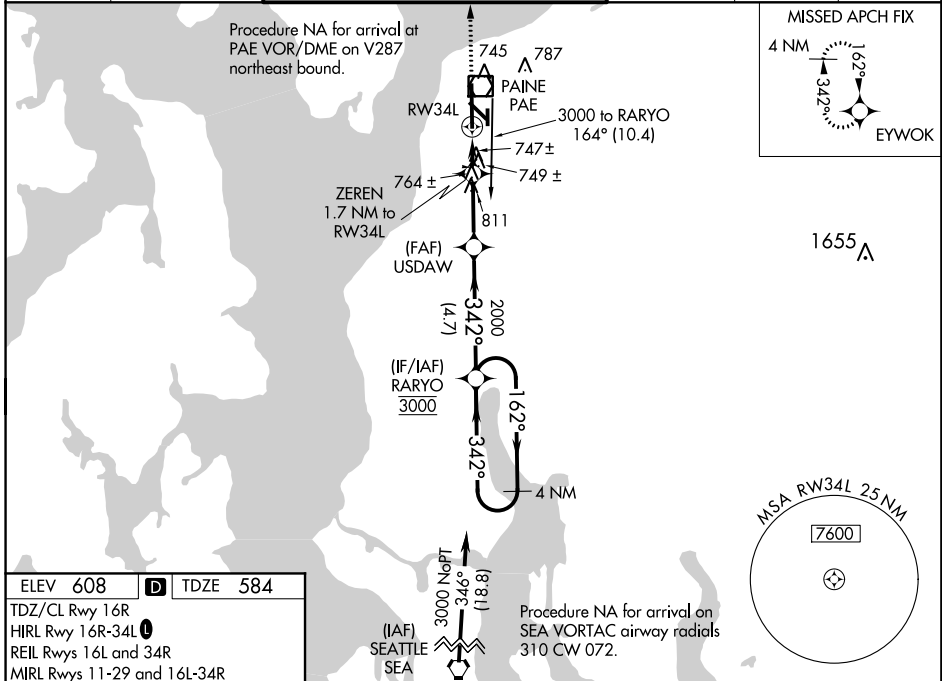 Procedure NA for arrival at
PAE VOR/DME on V287
northeast bound.
745
787
PAINE
PAE
RW34L
3000 to RARYO
164° (10.4)
747±
749 ±
764 ±
ZEREN
1.7 NM to
RW34L
811
(FAF)
USDAW
2000
342°
(4.7)
(IF/IAF)
RARYO
3000
162°
342°
4 NM
3000 NoPT
346°
(18.8)
(IAF)
SEATTLE
SEA
Procedure NA for arrival on
SEA VORTAC airway radials
310 CW 072.
MISSED APCH FIX
4 NM
162°
342°
EYWOK
1655
MSA RW34L 25 NM
7600
ELEV 608 D TDZE 584
TDZ/CL Rwy 16R
HIRL Rwy 16R-34L L
REIL Rwys 16L and 34R
MIRL Rwys 11-29 and 16L-34R